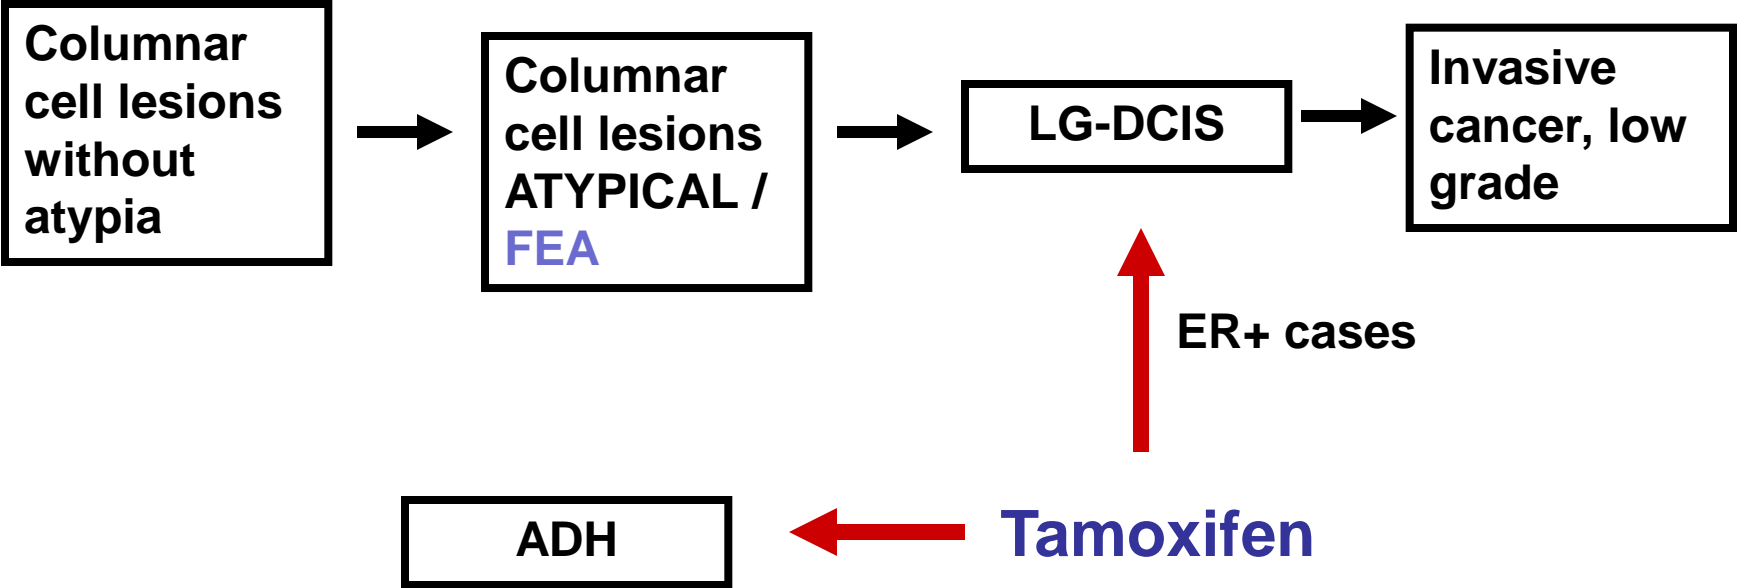 Columnar
cell lesions
without
atypia
Columnar
cell lesions
ATYPICAL /
FEA
LG-DCIS
Invasive
cancer, low
grade
ER+ cases
ADH
Tamoxifen